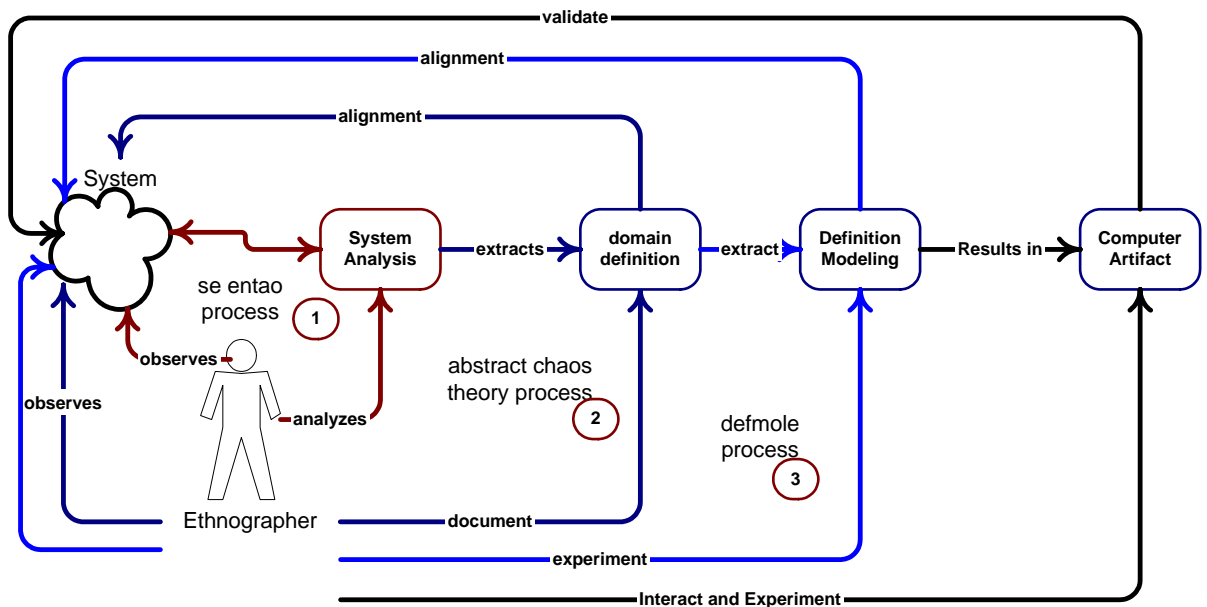 validate
alignment
alignment
System
System
Analysis
extracts
domain
definition
extract
Definition
Modeling
Results in
Computer
Artifact
se entao
process
1
observes
abstract chaos
theory process
2
observes
analyzes
defmole
process
3
Ethnographer
document
experiment
Interact and Experiment